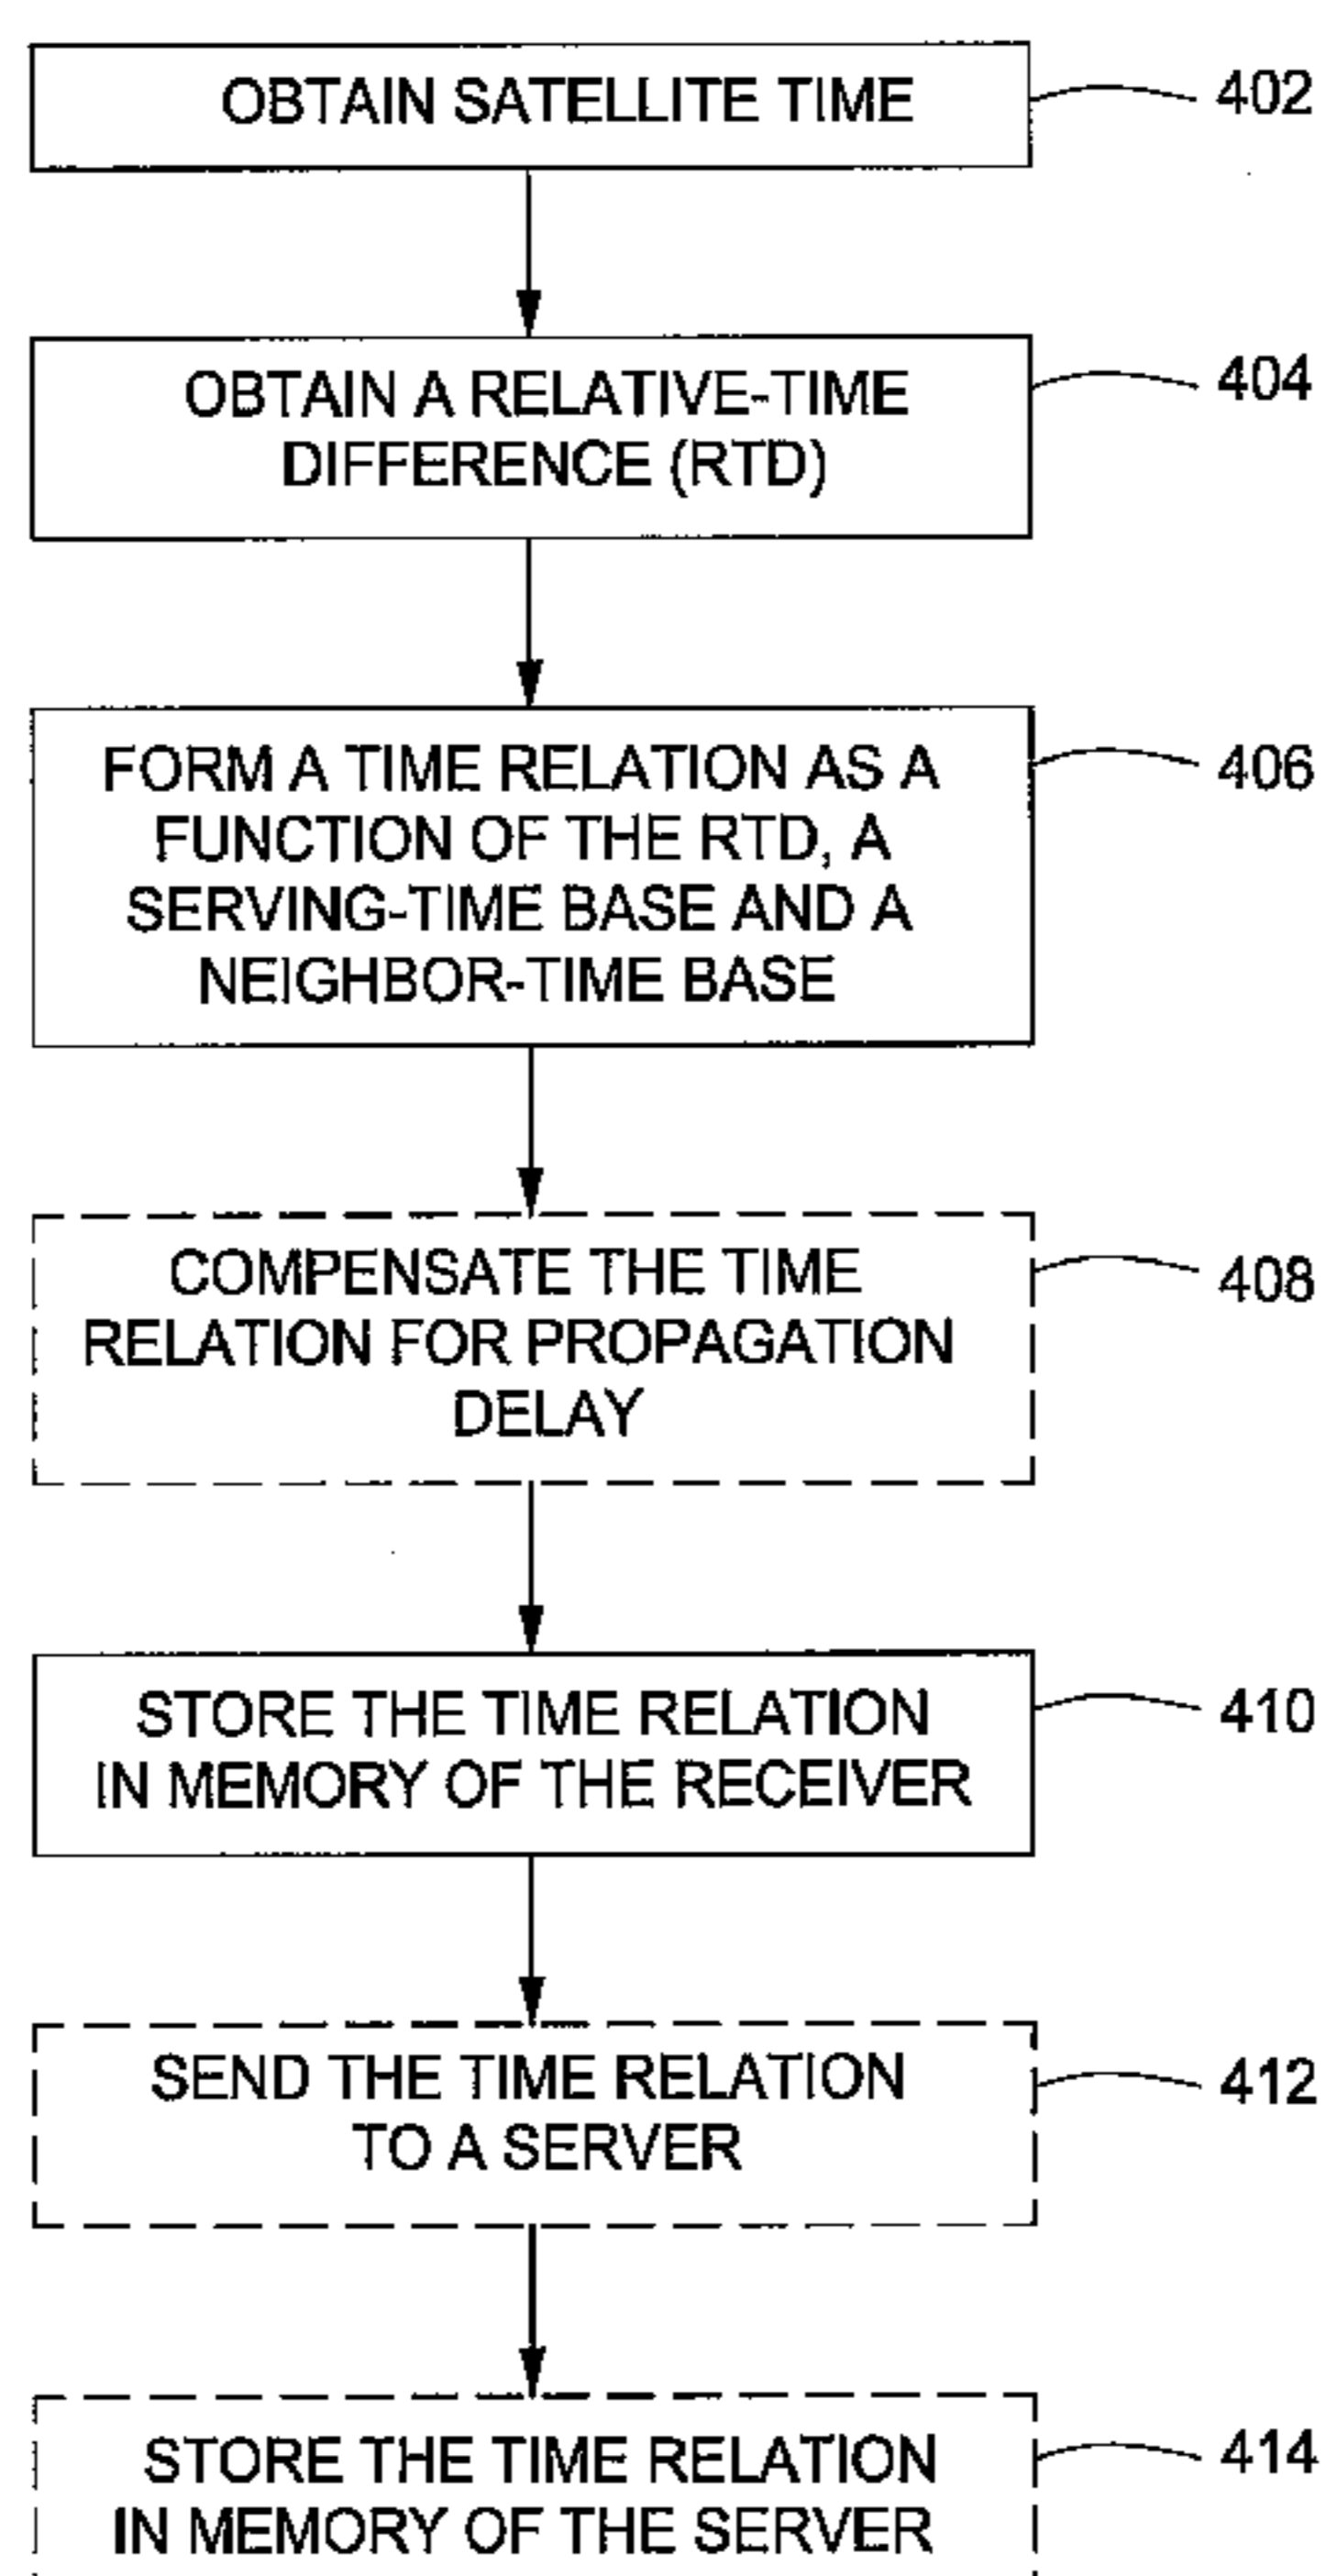 OBTAIN SATELLITE TIME
402
OBTAIN A RELATIVE-TIME
DIFFERENCE (RTD)
404
FORM A TIME RELATION AS A
FUNCTION OF THE RTD, A
SERVING-TIME BASE AND A
NEIGHBOR-TIME BASE
406
COMPENSATE THE TIME
RELATION FOR PROPAGATION
DELAY
408
STORE THE TIME RELATION
IN MEMORY OF THE RECEIVER
410
SEND THE TIME RELATION
TO A SERVER
412
STORE THE TIME RELATION
IN MEMORY OF THE SERVER
414